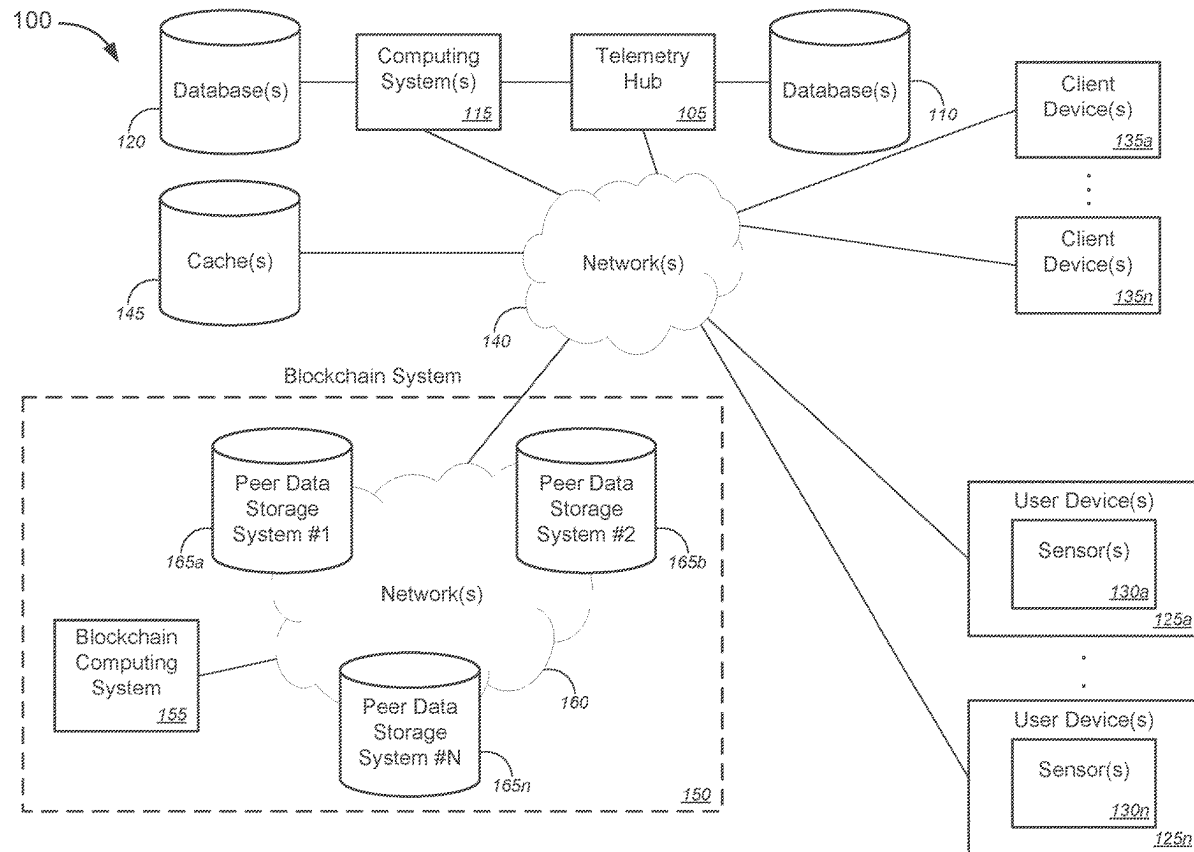 100
Database(s)
120
Computing
System(s)
115
Telemetry
Hub
105
Database(s)
110
Client
Device(s)
135a
Cache(s)
145
Network(s)
140
Client
Device(s)
135n
Blockchain System
Peer Data
Storage
System #1
165a
Peer Data
Storage
System #2
165b
Network(s)
160
Blockchain
Computing
System
155
Peer Data
Storage
System #N
165n
150
User Device(s)
Sensor(s)
130a
125a
User Device(s)
Sensor(s)
130n
125n